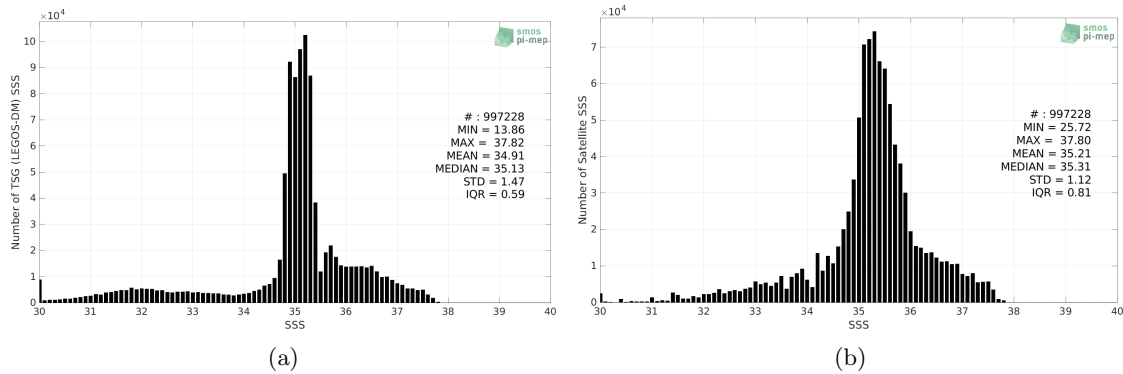 ×10⁴
10
9
8
7
6
5
4
3
2
1
0
Number of TSG (LEGOS-DM) SSS
30 31 32 33 34 35 36 37 38 39 40
SSS
smos
pi-mep
# : 997228
MIN = 13.86
MAX = 37.82
MEAN = 34.91
MEDIAN = 35.13
STD = 1.47
IQR = 0.59
(a)
×10⁴
7
6
5
4
3
2
1
0
Number of Satellite SSS
30 31 32 33 34 35 36 37 38 39 40
SSS
smos
pi-mep
# : 997228
MIN = 25.72
MAX = 37.80
MEAN = 35.21
MEDIAN = 35.31
STD = 1.12
IQR = 0.81
(b)